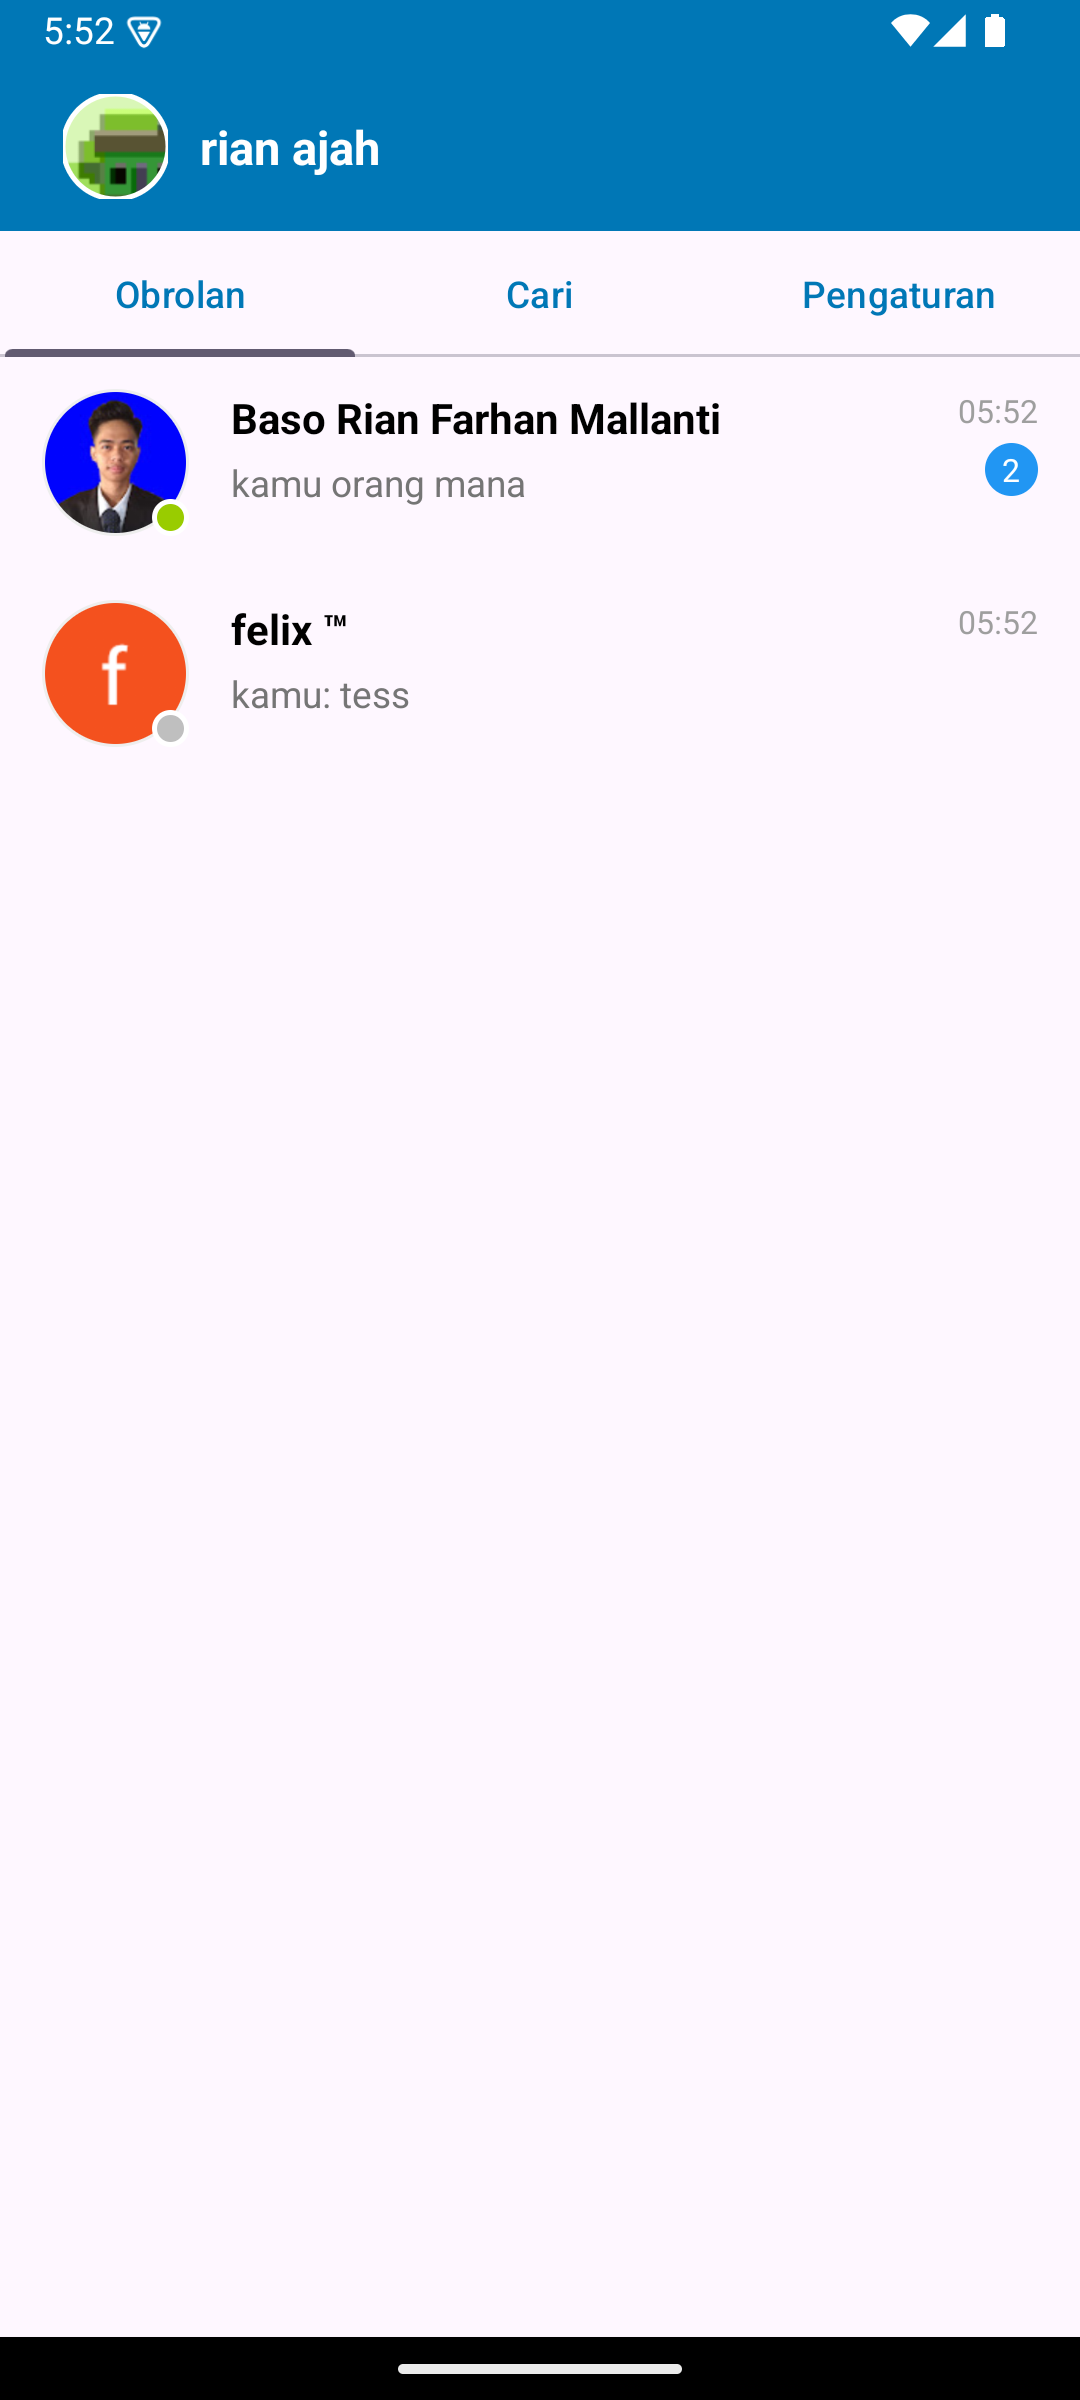 5:52
rian ajah
Obrolan
Cari
Pengaturan
Baso Rian Farhan Mallanti
05:52
kamu orang mana
2
f
felix ™
05:52
kamu: tess